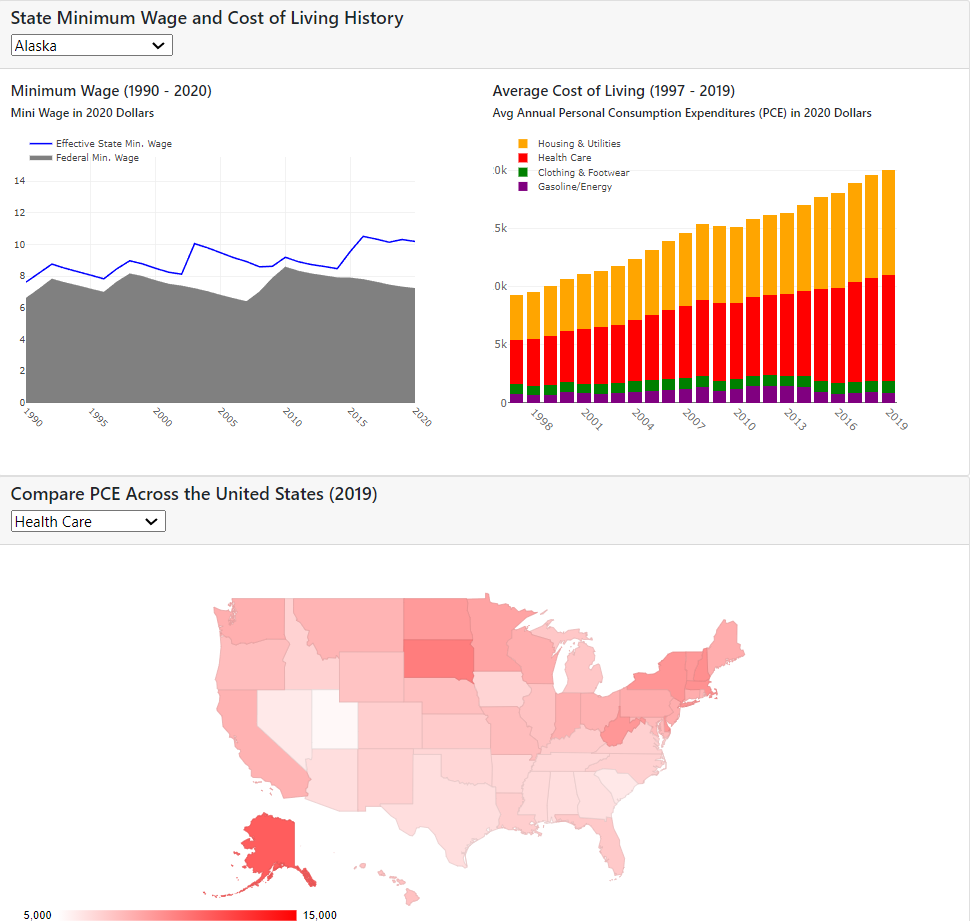 State Minimum Wage and Cost of Living History
Alaska
Minimum Wage (1990 - 2020)
Mini Wage in 2020 Dollars
Effective State Min. Wage
Federal Min. Wage
14
12
10
8
6
4
2
0
1990
1995
2000
2005
2010
2015
2020
Average Cost of Living (1997 - 2019)
Avg Annual Personal Consumption Expenditures (PCE) in 2020 Dollars
Housing & Utilities
Health Care
Clothing & Footwear
Gasoline/Energy
0k
5k
0k
5k
0
1998
2001
2004
2007
2010
2013
2016
2019
Compare PCE Across the United States (2019)
Health Care
5,000
15,000